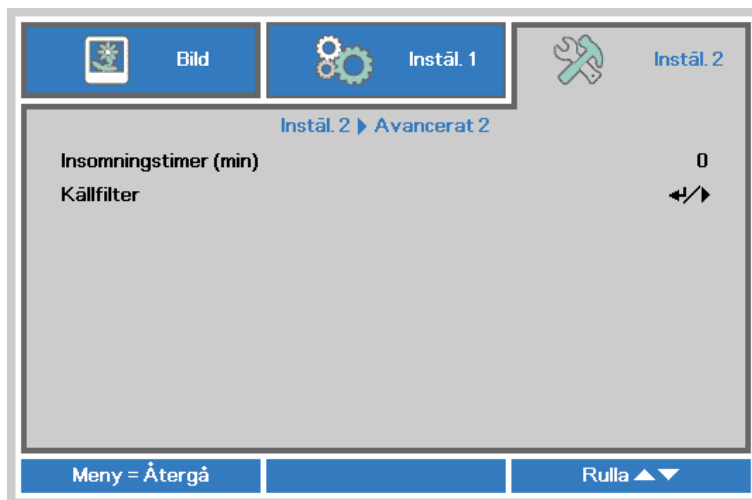 Bild
Instäl. 1
Instäl. 2
Instäl. 2 ▶ Avancerat 2
Insomningstimer (min) 0
Källfilter ↵/▶
Meny = Återgå
Rulla ▲▼